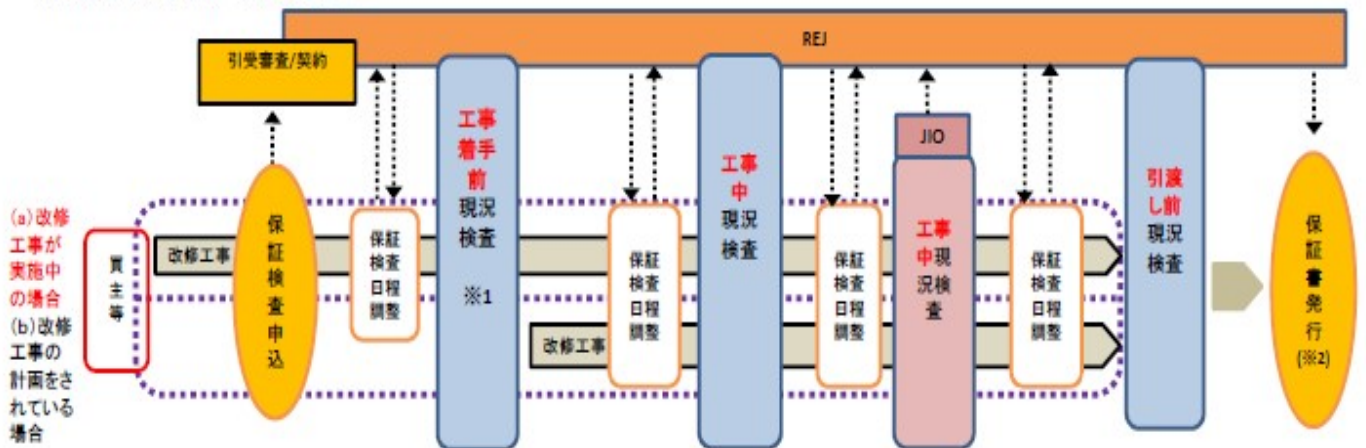 REJ
引受審査/契約
(a)改修
工事が
実施中
の場合
(b)改修
工事の
計画をさ
れている
場合
買主等
改修工事
保証検査申込
保証
検査
日程
調整
工事
着手
前
現況
検査
※1
改修工事
保証
検査
日程
調整
工事
中現況
検査
保証
検査
日程
調整
JIO
工事
中現
況検
査
保証
検査
日程
調整
引渡
し前
現況
検査
保証書発行
(※2)